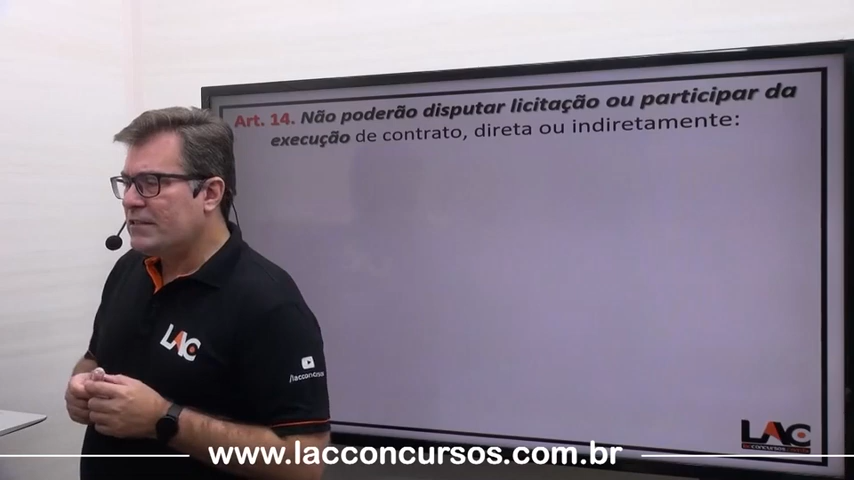 Art. 14. Não poderão disputar licitação ou participar da
execução de contrato, direta ou indiretamente:
LAC
/lacconcursos
LAC
www.lacconcursos.com.br